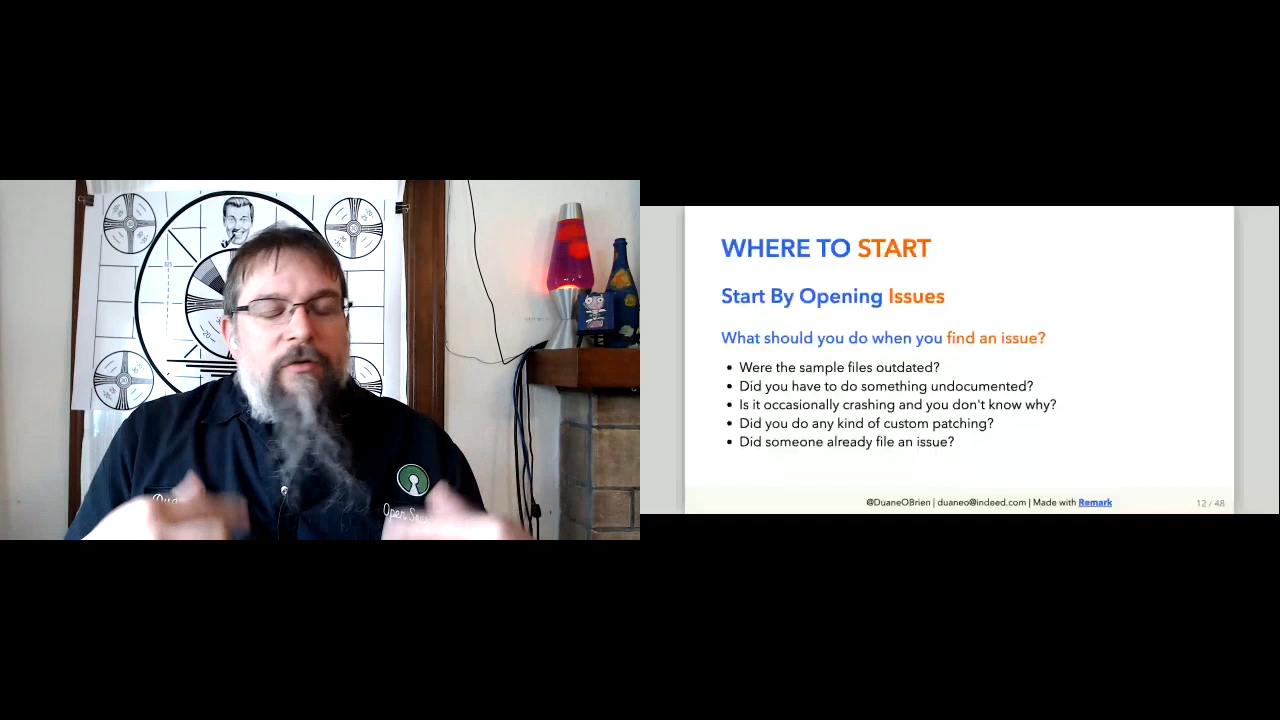 WHERE TO START
Start By Opening Issues
What should you do when you find an issue?
• Were the sample files outdated?
• Did you have to do something undocumented?
• Is it occasionally crashing and you don't know why?
• Did you do any kind of custom patching?
• Did someone already file an issue?
@DuaneOBrien | duaneo@indeed.com | Made with Remark
12 / 48
Open